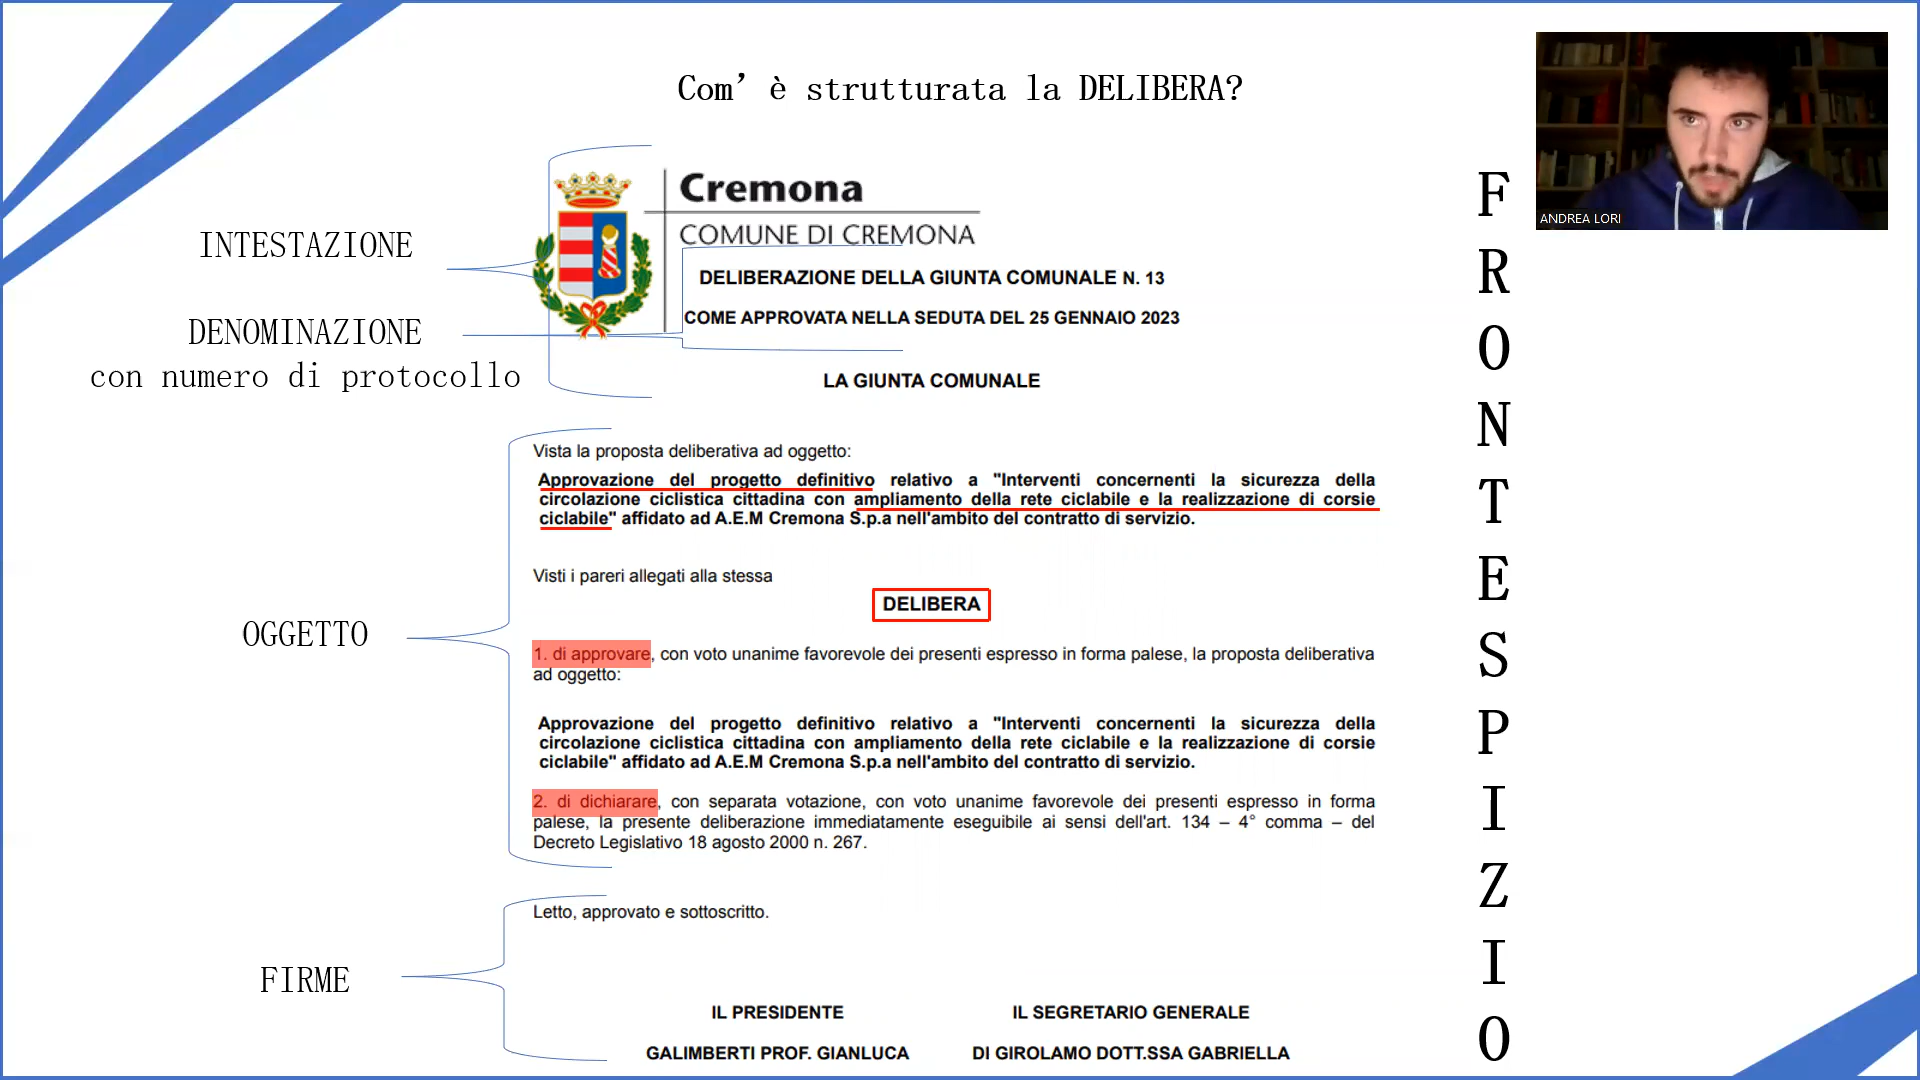 Com’è strutturata la DELIBERA?
ANDREA LORI
INTESTAZIONE
DENOMINAZIONE
con numero di protocollo
Cremona
COMUNE DI CREMONA
DELIBERAZIONE DELLA GIUNTA COMUNALE N. 13
COME APPROVATA NELLA SEDUTA DEL 25 GENNAIO 2023
LA GIUNTA COMUNALE
OGGETTO
Vista la proposta deliberativa ad oggetto:
Approvazione del progetto definitivo relativo a "Interventi concernenti la sicurezza della
circolazione ciclistica cittadina con ampliamento della rete ciclabile e la realizzazione di corsie
ciclabile" affidato ad A.E.M Cremona S.p.a nell'ambito del contratto di servizio.
Visti i pareri allegati alla stessa
DELIBERA
1. di approvare, con voto unanime favorevole dei presenti espresso in forma palese, la proposta deliberativa
ad oggetto:
Approvazione del progetto definitivo relativo a "Interventi concernenti la sicurezza della
circolazione ciclistica cittadina con ampliamento della rete ciclabile e la realizzazione di corsie
ciclabile" affidato ad A.E.M Cremona S.p.a nell'ambito del contratto di servizio.
2. di dichiarare, con separata votazione, con voto unanime favorevole dei presenti espresso in forma
palese, la presente deliberazione immediatamente eseguibile ai sensi dell'art. 134 – 4° comma – del
Decreto Legislativo 18 agosto 2000 n. 267.
FIRME
Letto, approvato e sottoscritto.
IL PRESIDENTE
IL SEGRETARIO GENERALE
GALIMBERTI PROF. GIANLUCA
DI GIROLAMO DOTT.SSA GABRIELLA
FRONTESPIZIO